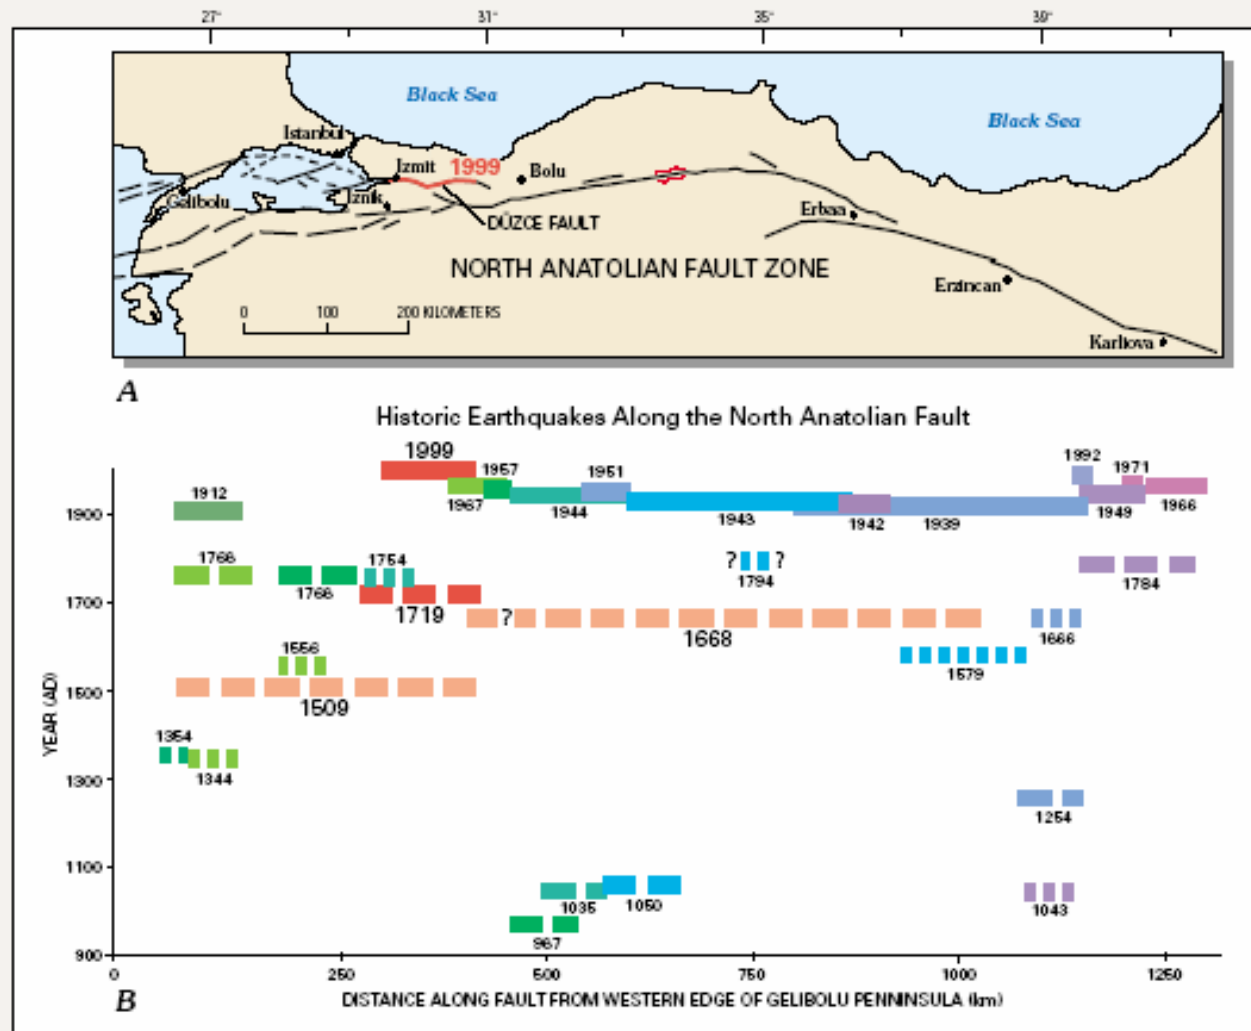 27° 31° 35° 39°
Black Sea
Black Sea
Istanbul
Izmit 1999 Bolu
Gelibolu
Iznik
Erbaa
DÜZCE FAULT
NORTH ANATOLIAN FAULT ZONE
Erzincan
0 100 200 KILOMETERS
Karliova
A
Historic Earthquakes Along the North Anatolian Fault
1999
1957
1951
1992
1971
1912
1967
1944
1943
1942
1939
1949
1966
1900
1766
1766
1754
? ?
1794
1784
1700
1719
?
1668
1666
1556
1579
1500
1509
1354
1344
1300
1254
1100
1035
1050
1043
967
900
YEAR (AD)
0 250 500 750 1000 1250
B
DISTANCE ALONG FAULT FROM WESTERN EDGE OF GELIBOLU PENNINSULA (km)